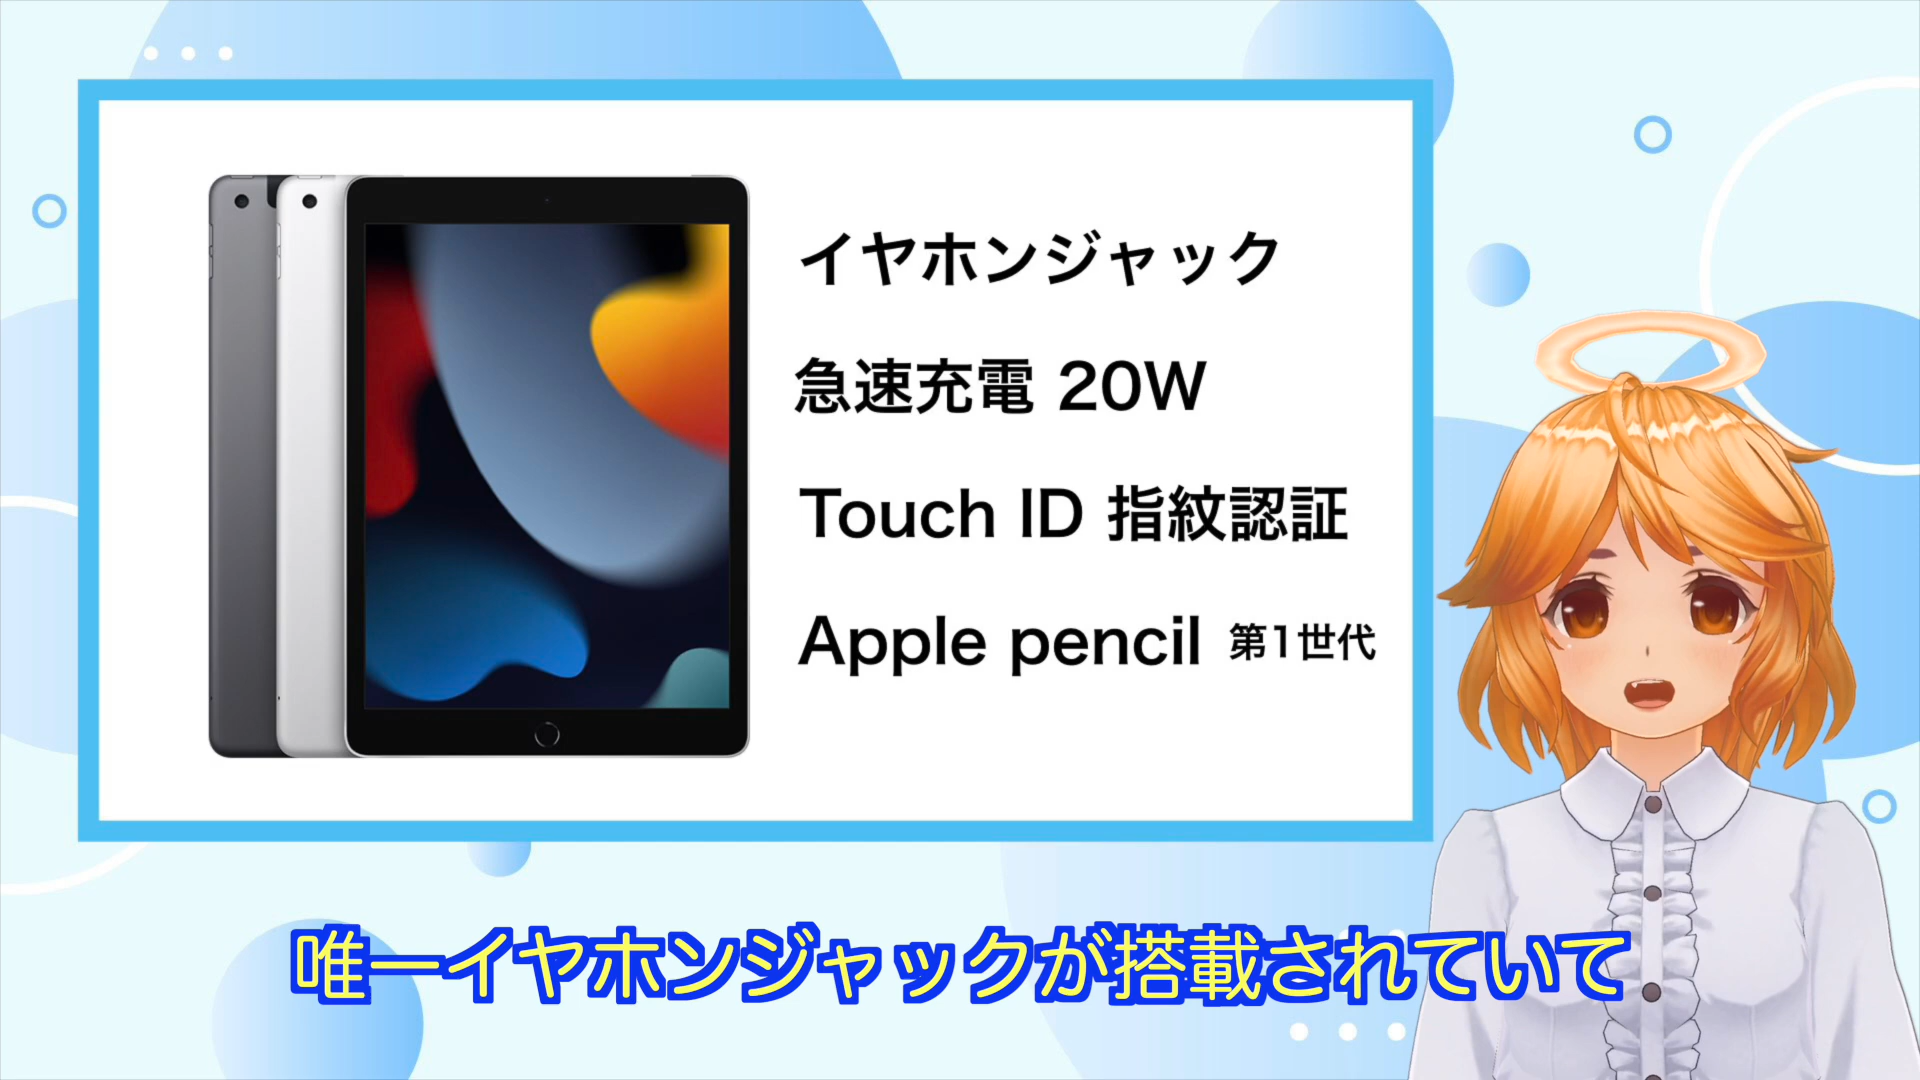 イヤホンジャック
急速充電 20W
Touch ID 指紋認証
Apple pencil 第1世代
唯一イヤホンジャックが搭載されていて